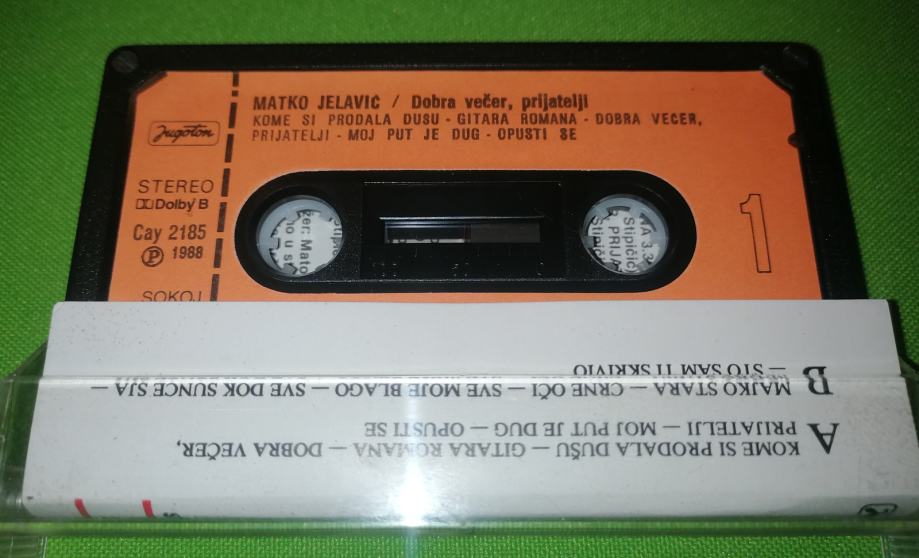 MATKO JELAVIĆ / Dobra večer, prijatelji
KOME SI PRODALA DUŠU - GITARA ROMANA - DOBRA VEČER,
PRIJATELJI - MOJ PUT JE DUG - OPUSTI SE
Jugoton
STEREO
Dolby B
Cay 2185
Ⓟ 1988
SOKOJ
1
A KOME SI PRODALA DUŠU — GITARA ROMANA — DOBRA VEČER,
PRIJATELJI — MOJ PUT JE DUG — OPUSTI SE
B MAJKO STARA — CRNE OČI — SVE MOJE BLAGO — SVE DOK SUNCE SJA
— ŠTO SAM TI SKRIVIO